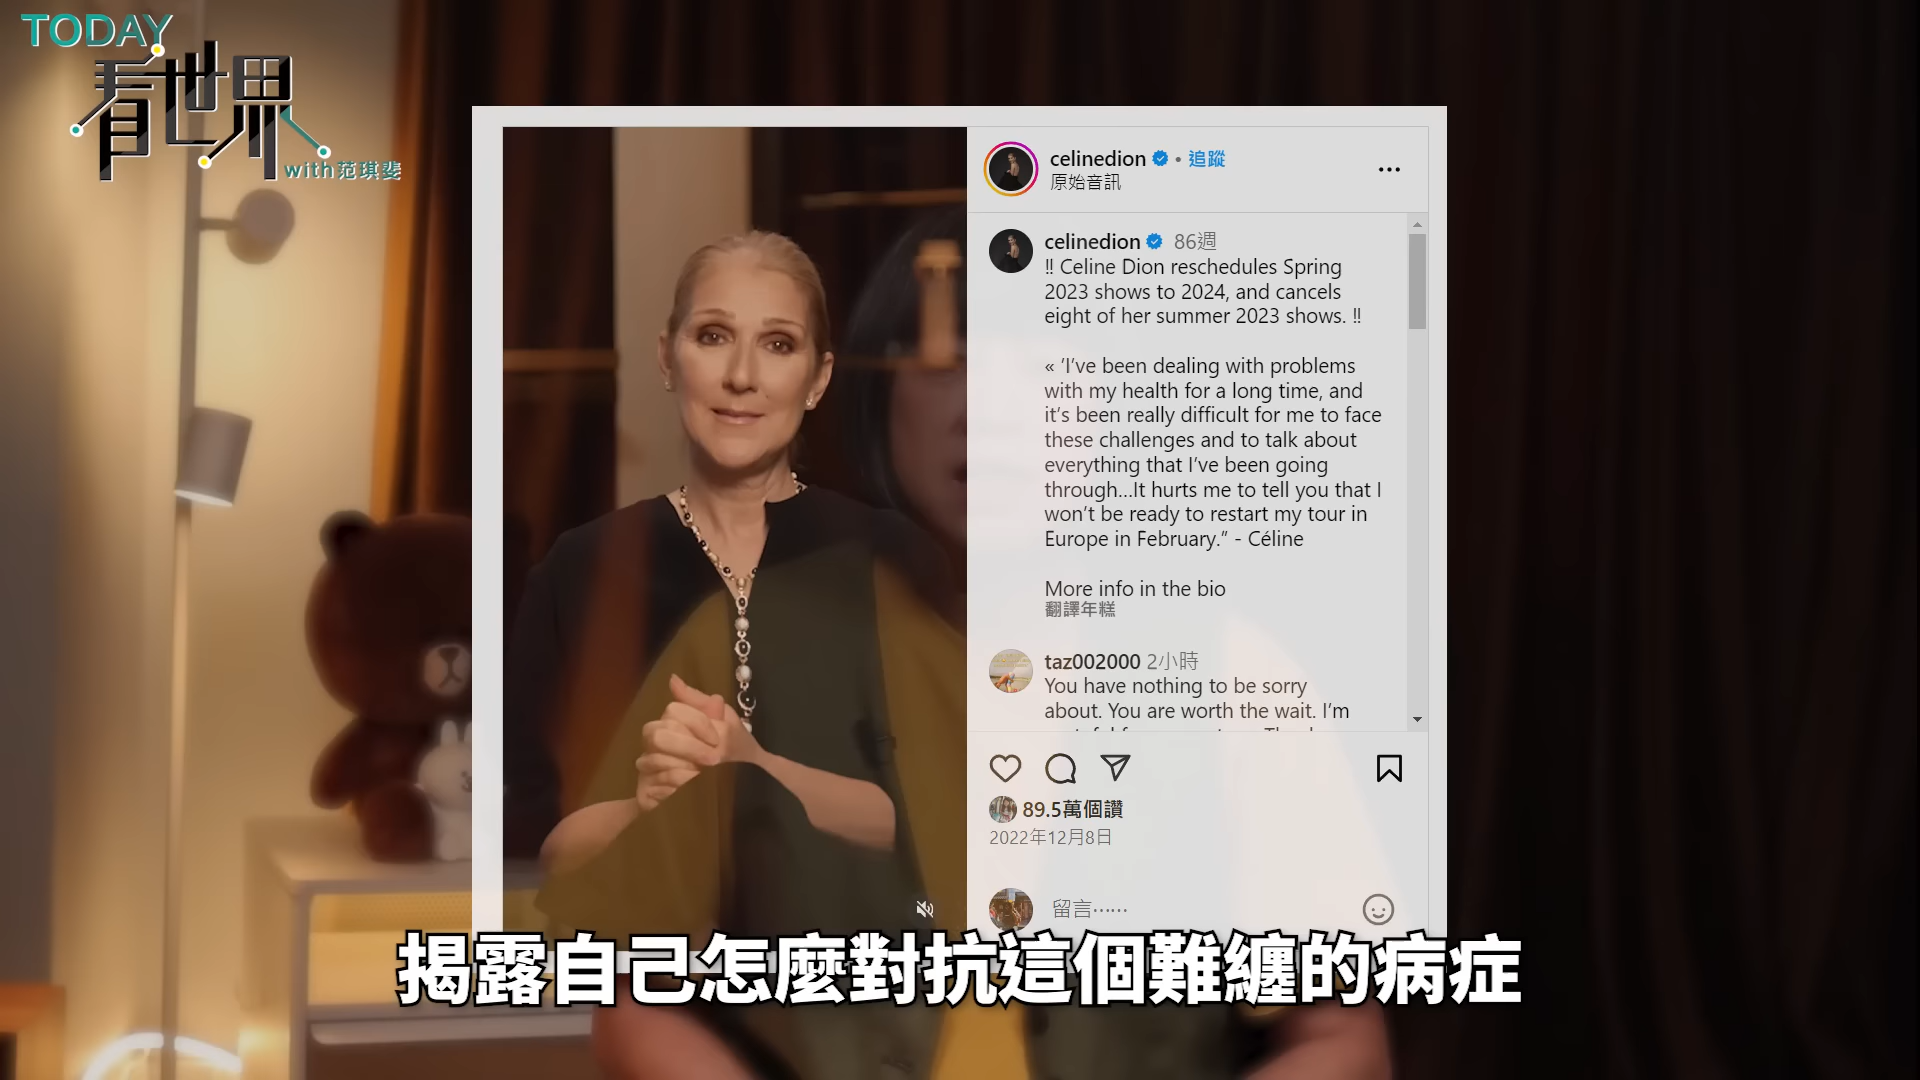 TODAY
看世界
with范琪斐
celinedion • 追蹤
原始音訊
celinedion 86週
‼ Celine Dion reschedules Spring
2023 shows to 2024, and cancels
eight of her summer 2023 shows. ‼
« ‘I’ve been dealing with problems
with my health for a long time, and
it’s been really difficult for me to face
these challenges and to talk about
everything that I’ve been going
through...It hurts me to tell you that I
won’t be ready to restart my tour in
Europe in February.” - Céline
More info in the bio
翻譯年糕
taz002000 2小時
You have nothing to be sorry
about. You are worth the wait. I’m
89.5萬個讚
2022年12月8日
留言……
揭露自己怎麼對抗這個難纏的病症